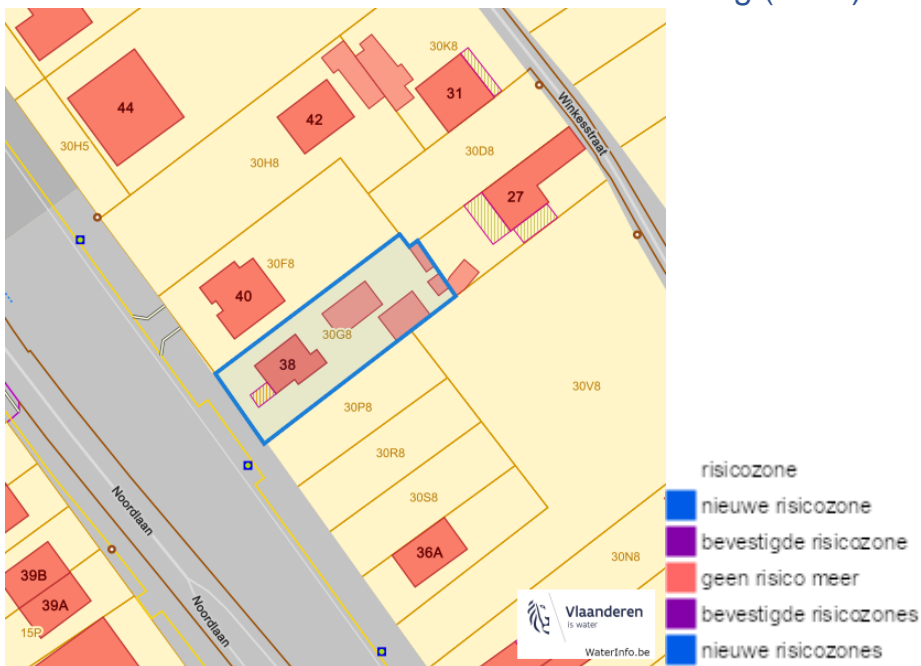 30K8
44
42
31
Winkesstraat
30H5
30H8
30D8
27
30F8
40
30G8
38
30P8
30V8
30R8
30S8
36A
30N8
Noordlaan
39B
39A
15P
Noordlaan
Vlaanderen
is water
WaterInfo.be
risicozone
nieuwe risicozone
bevestigde risicozone
geen risico meer
bevestigde risicozones
nieuwe risicozones